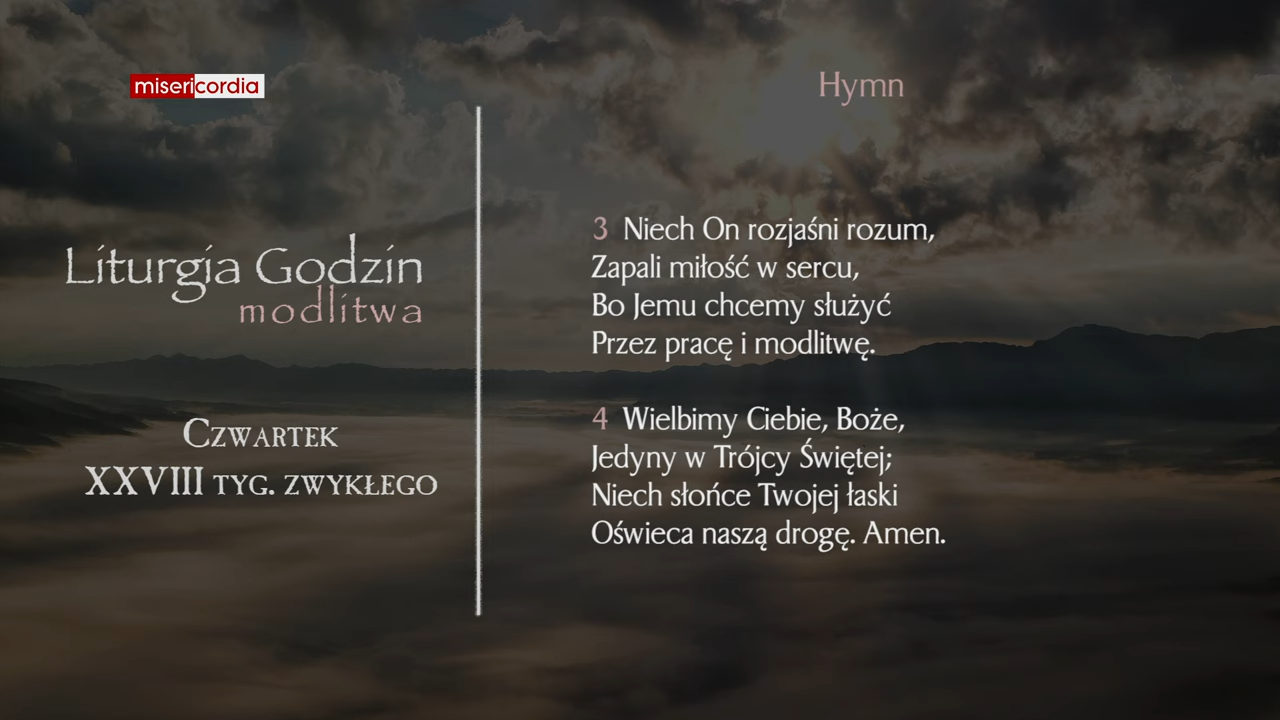 misericordia
Liturgia Godzin
modlitwa
Czwartek
XXVIII tyg. zwykłego
Hymn
3 Niech On rozjaśni rozum,
Zapali miłość w sercu,
Bo Jemu chcemy służyć
Przez pracę i modlitwę.
4 Wielbimy Ciebie, Boże,
Jedyny w Trójcy Świętej;
Niech słońce Twojej łaski
Oświeca naszą drogę. Amen.